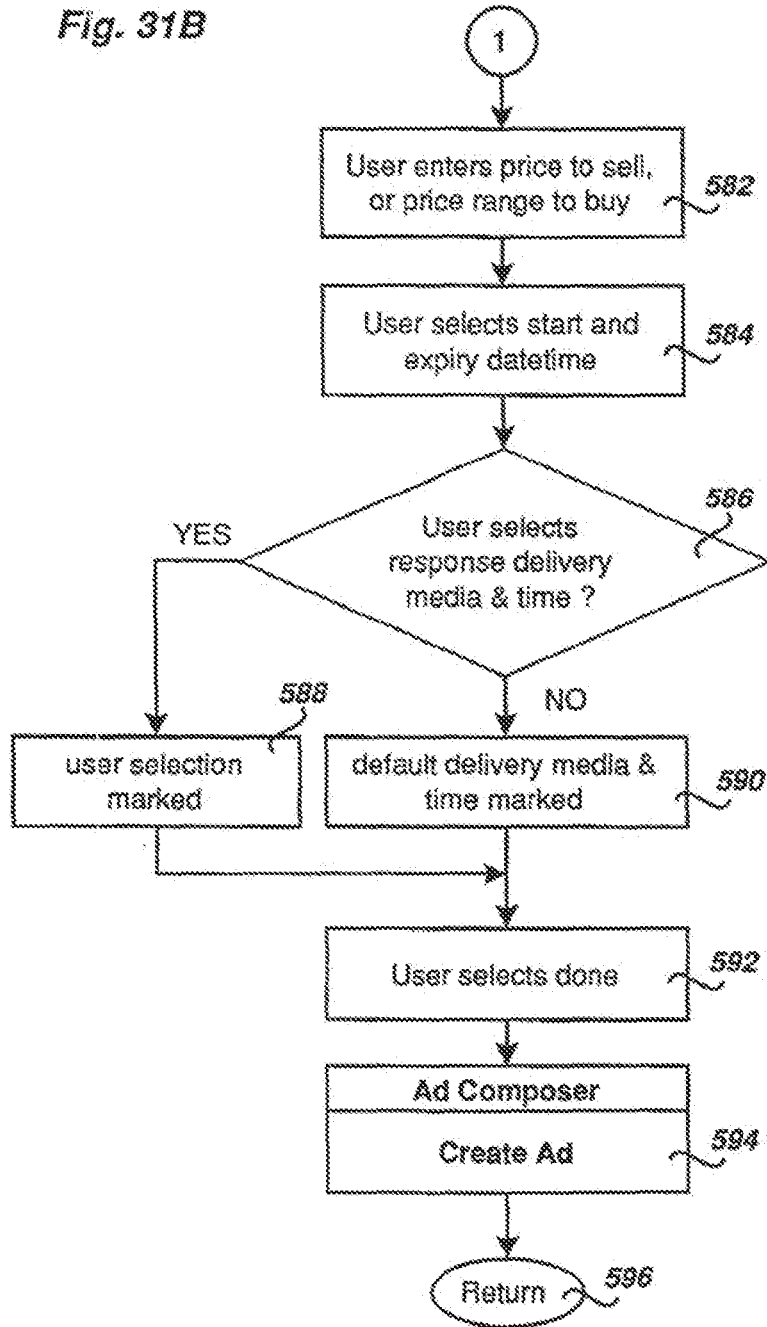 Fig. 31B
1
User enters price to sell,
or price range to buy
582
User selects start and
expiry datetime
584
586
User selects
response delivery
media & time ?
YES
NO
588
user selection
marked
default delivery media &
time marked
590
User selects done
592
Ad Composer
Create Ad
594
Return
596